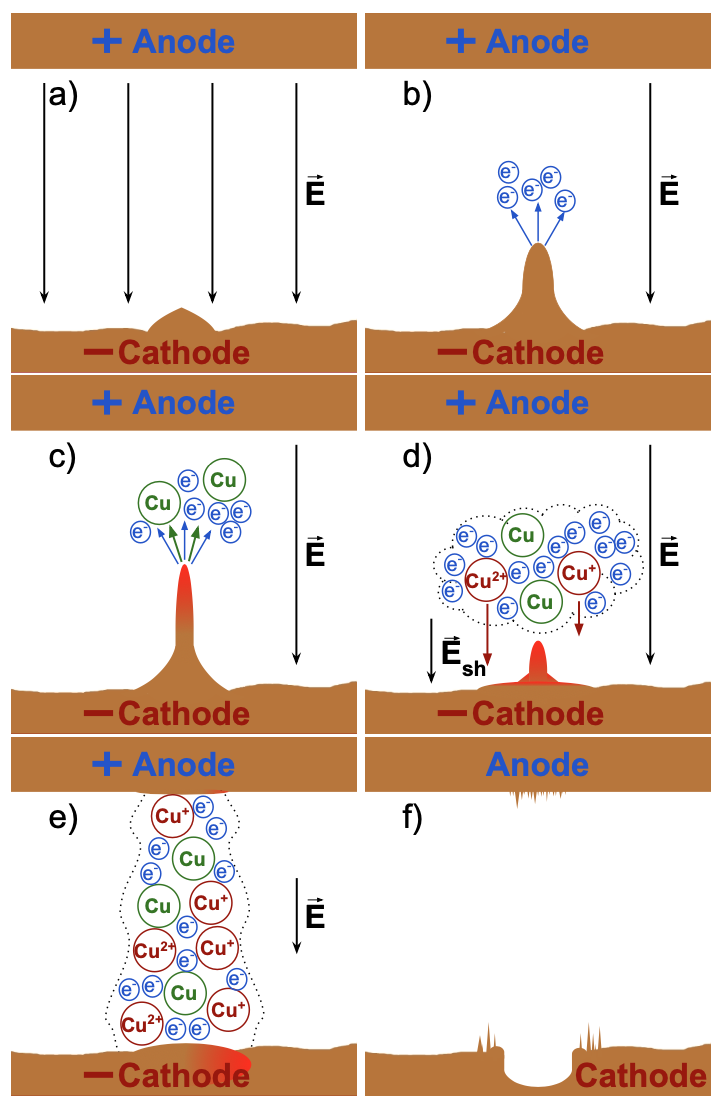 + Anode
a)
E⃗
− Cathode
+ Anode
b)
e⁻ e⁻
e⁻ e⁻ e⁻
E⃗
− Cathode
+ Anode
c)
e⁻ Cu
Cu e⁻ e⁻ e⁻
e⁻ e⁻
E⃗
− Cathode
+ Anode
d)
e⁻ e⁻ Cu e⁻ e⁻ e⁻ e⁻
E⃗
e⁻ Cu²⁺ e⁻ e⁻ Cu⁺ e⁻
e⁻ e⁻ Cu e⁻
E⃗sh
− Cathode
+ Anode
e)
Cu⁺ e⁻
e⁻
e⁻ Cu
e⁻ e⁻
Cu Cu⁺
E⃗
e⁻
Cu²⁺ Cu⁺
e⁻
e⁻ e⁻ Cu e⁻
Cu²⁺ Cu⁺
e⁻ e⁻
− Cathode
Anode
f)
Cathode